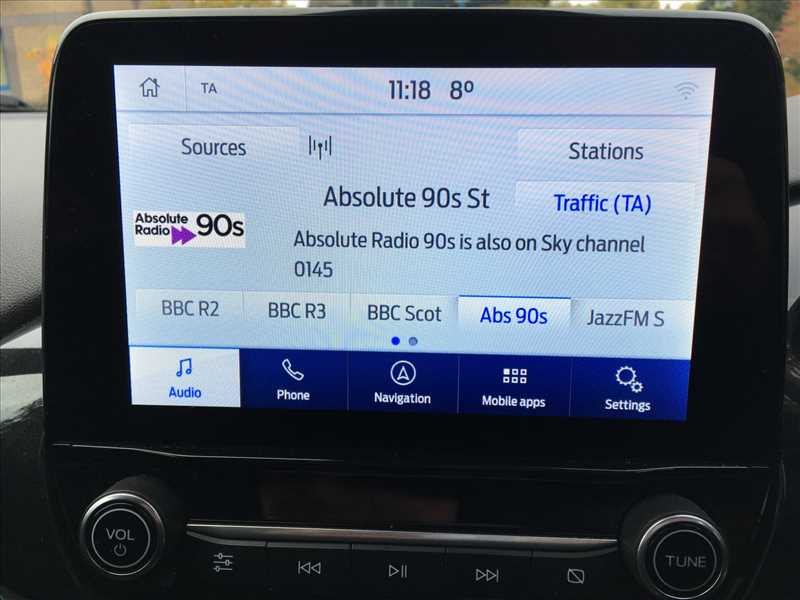 TA
11:18 8º
Sources
Stations
Absolute 90s St
Traffic (TA)
Absolute
Radio 90s
Absolute Radio 90s is also on Sky channel
0145
BBC R2
BBC R3
BBC Scot
Abs 90s
JazzFM S
Audio
Phone
Navigation
Mobile apps
Settings
VOL
TUNE